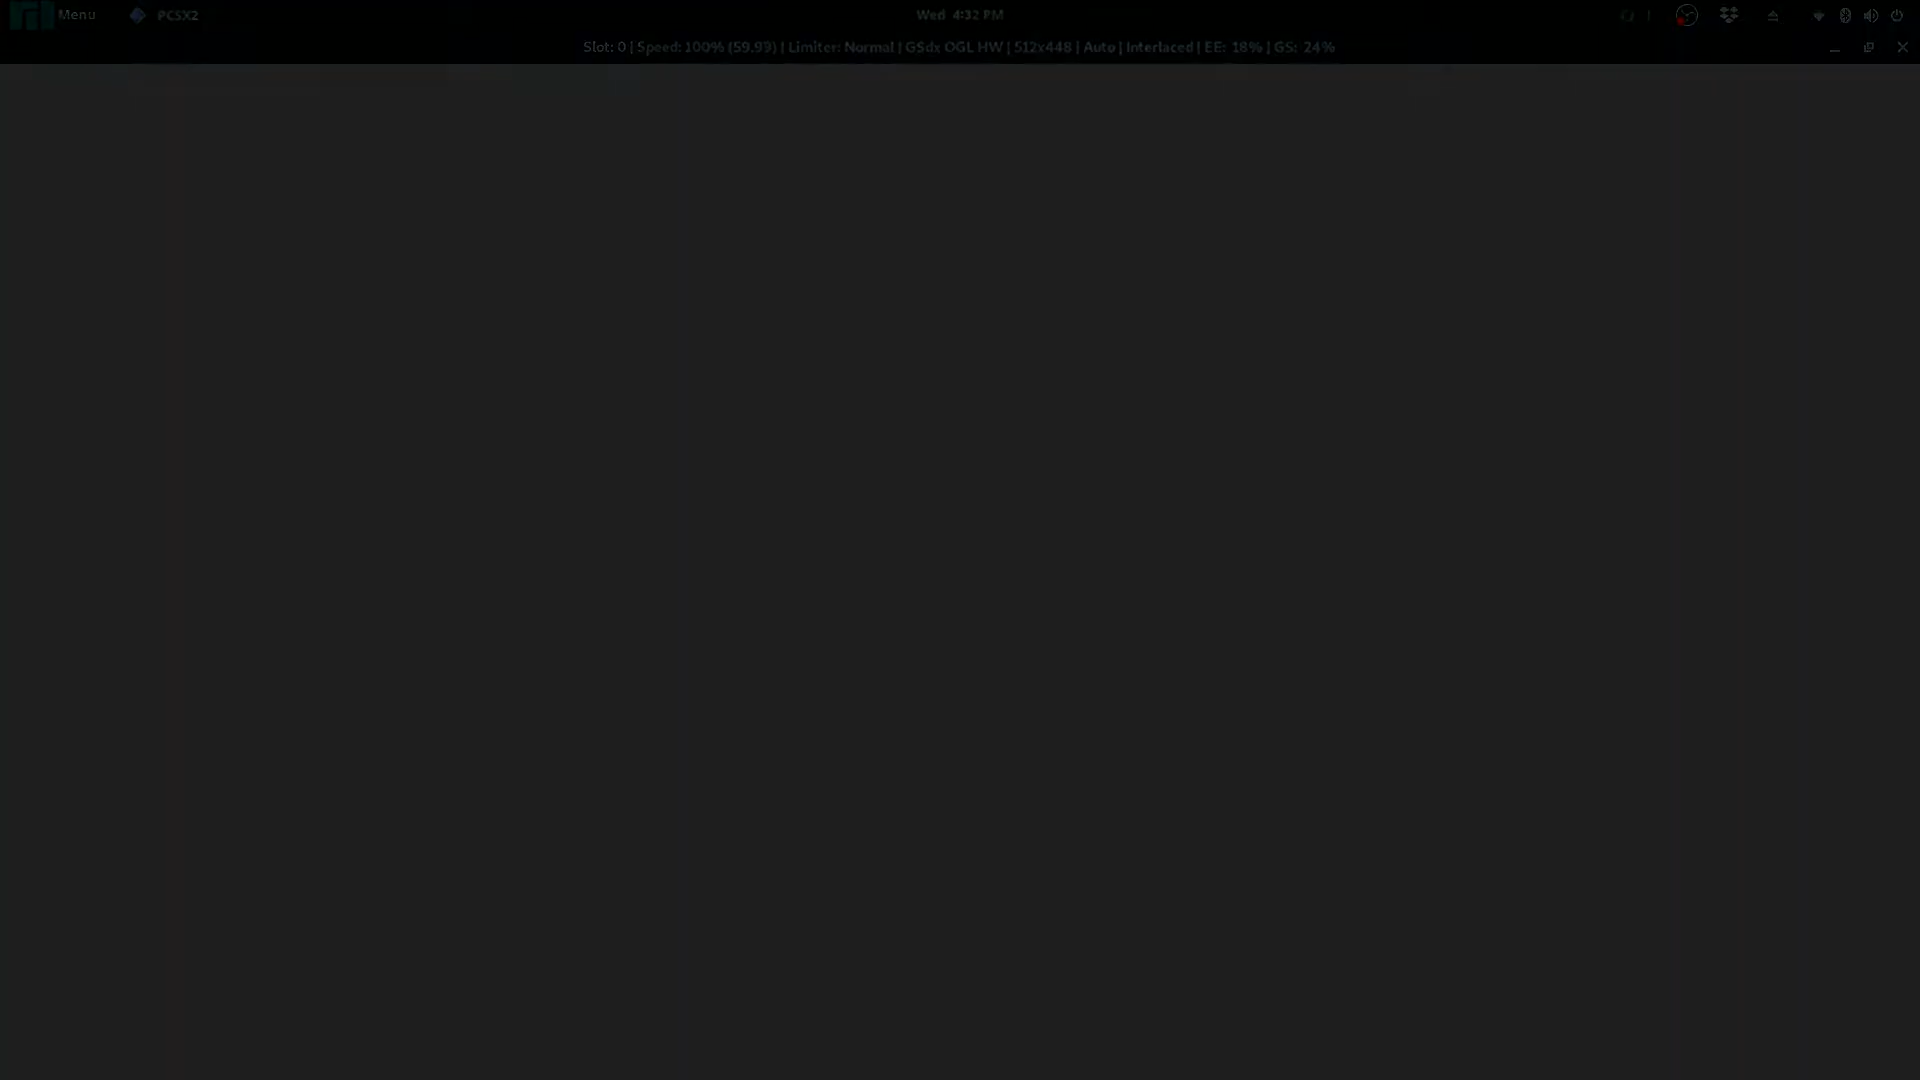 Menu PCSX2 Wed 4:32 PM
Slot: 0 | Speed: 100% (59.99) | Limiter: Normal | GSdx OGL HW | 512x448 | Auto | Interlaced | EE: 18% | GS: 24%